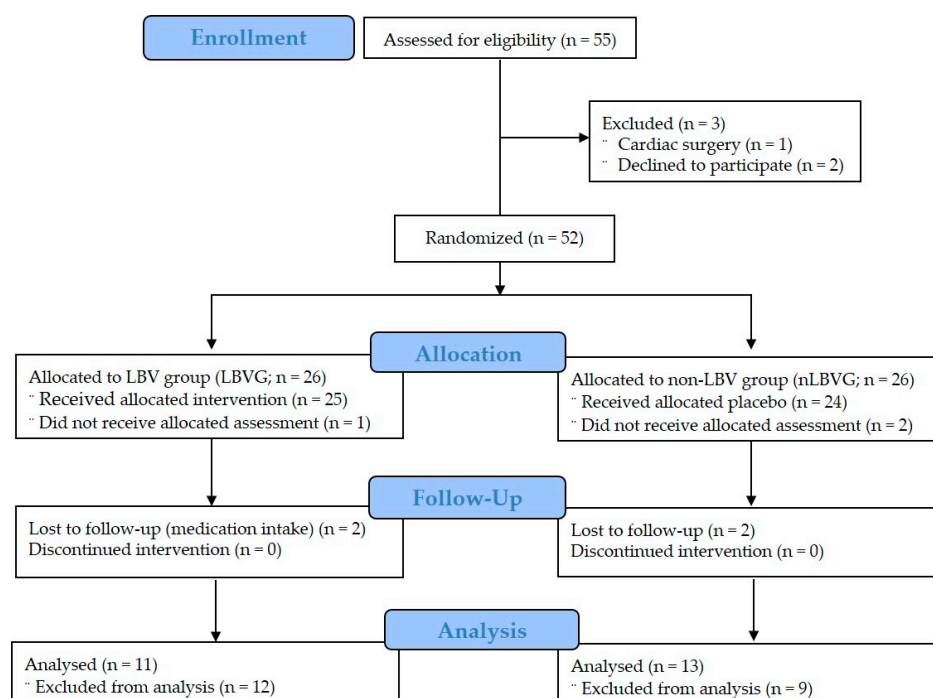 Enrollment
Assessed for eligibility (n = 55)
Excluded (n = 3)
¨ Cardiac surgery (n = 1)
¨ Declined to participate (n = 2)
Randomized (n = 52)
Allocation
Allocated to LBV group (LBVG; n = 26)
¨ Received allocated intervention (n = 25)
¨ Did not receive allocated assessment (n = 1)
Allocated to non-LBV group (nLBVG; n = 26)
¨ Received allocated placebo (n = 24)
¨ Did not receive allocated assessment (n = 2)
Follow-Up
Lost to follow-up (medication intake) (n = 2)
Discontinued intervention (n = 0)
Lost to follow-up (n = 2)
Discontinued intervention (n = 0)
Analysis
Analysed (n = 11)
¨ Excluded from analysis (n = 12)
Analysed (n = 13)
¨ Excluded from analysis (n = 9)